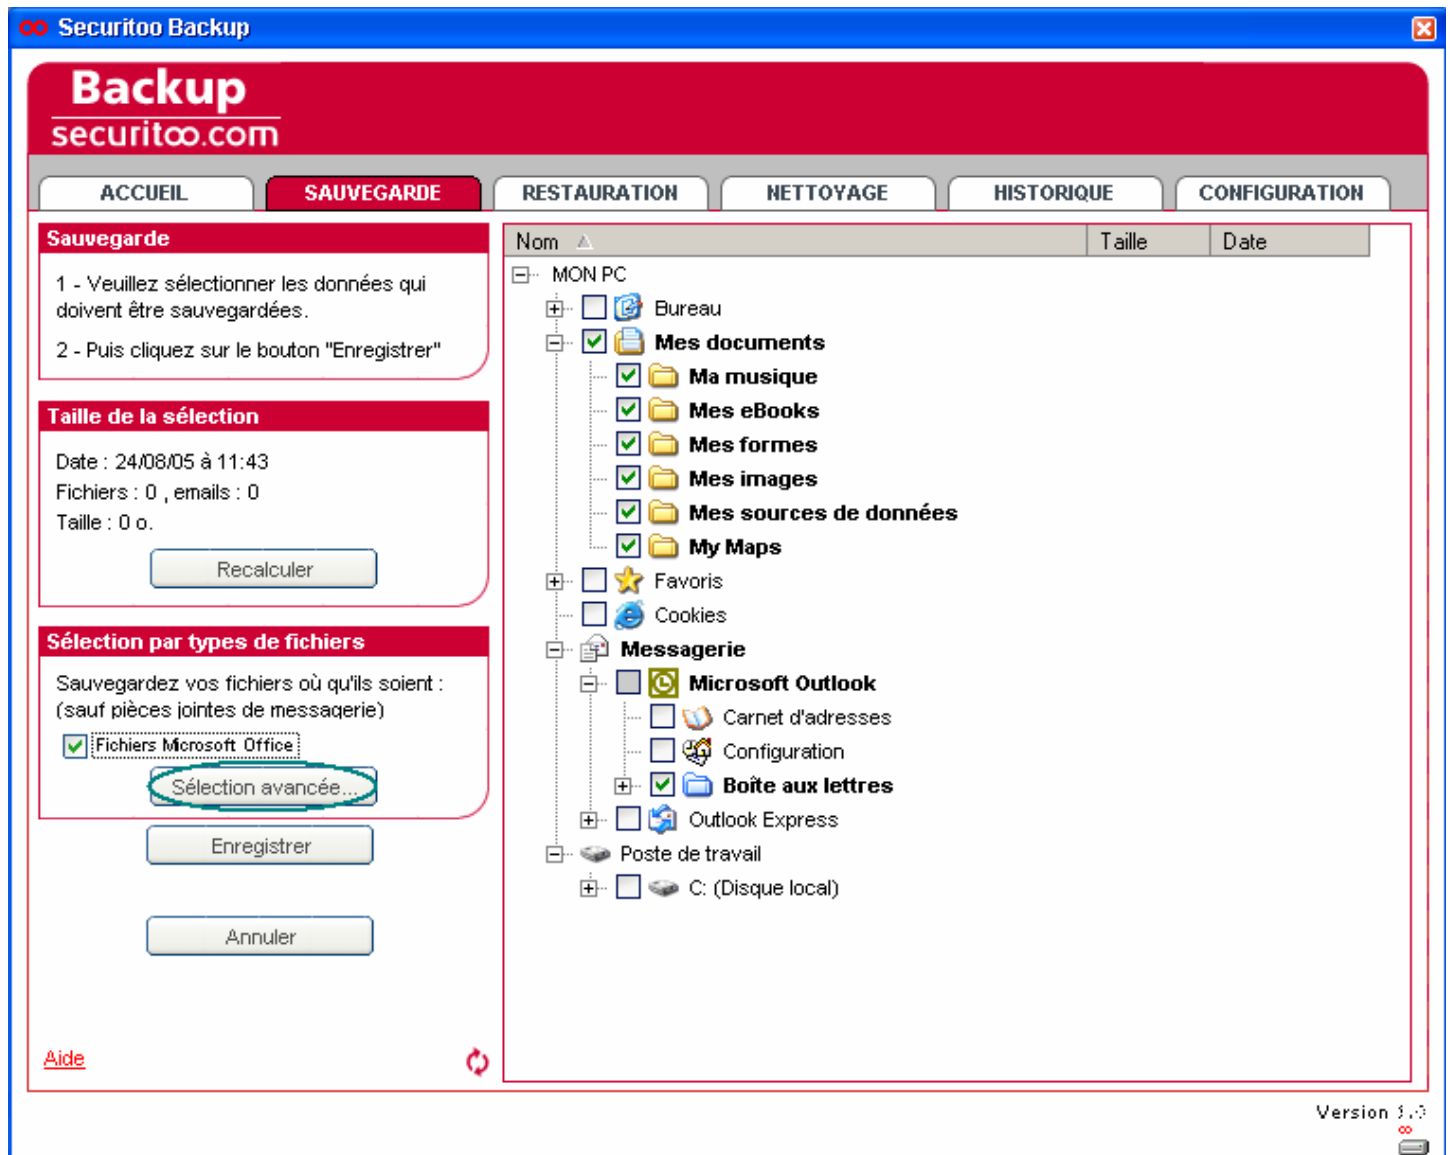 Securitoo Backup
Backup
securitoo.com
ACCUEIL
SAUVEGARDE
RESTAURATION
NETTOYAGE
HISTORIQUE
CONFIGURATION
Sauvegarde
1 - Veuillez sélectionner les données qui
doivent être sauvegardées.
2 - Puis cliquez sur le bouton "Enregistrer"
Taille de la sélection
Date : 24/08/05 à 11:43
Fichiers : 0 , emails : 0
Taille : 0 o.
Recalculer
Sélection par types de fichiers
Sauvegardez vos fichiers où qu'ils soient :
(sauf pièces jointes de messagerie)
Fichiers Microsoft Office
Sélection avancée...
Enregistrer
Annuler
Aide
Nom
Taille
Date
MON PC
Bureau
Mes documents
Ma musique
Mes eBooks
Mes formes
Mes images
Mes sources de données
My Maps
Favoris
Cookies
Messagerie
Microsoft Outlook
Carnet d'adresses
Configuration
Boîte aux lettres
Outlook Express
Poste de travail
C: (Disque local)
Version